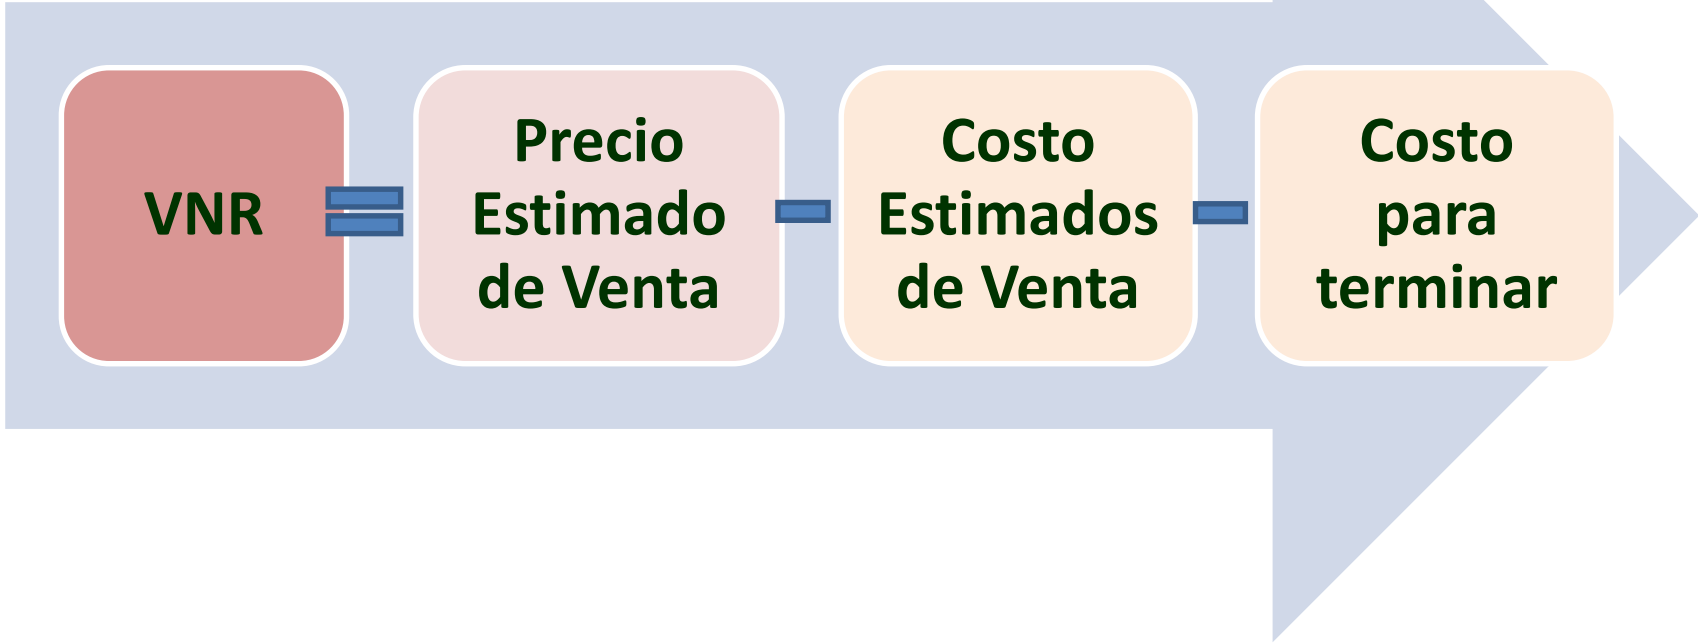 VNR
Precio
Estimado
de Venta
Costo
Estimados
de Venta
Costo
para
terminar